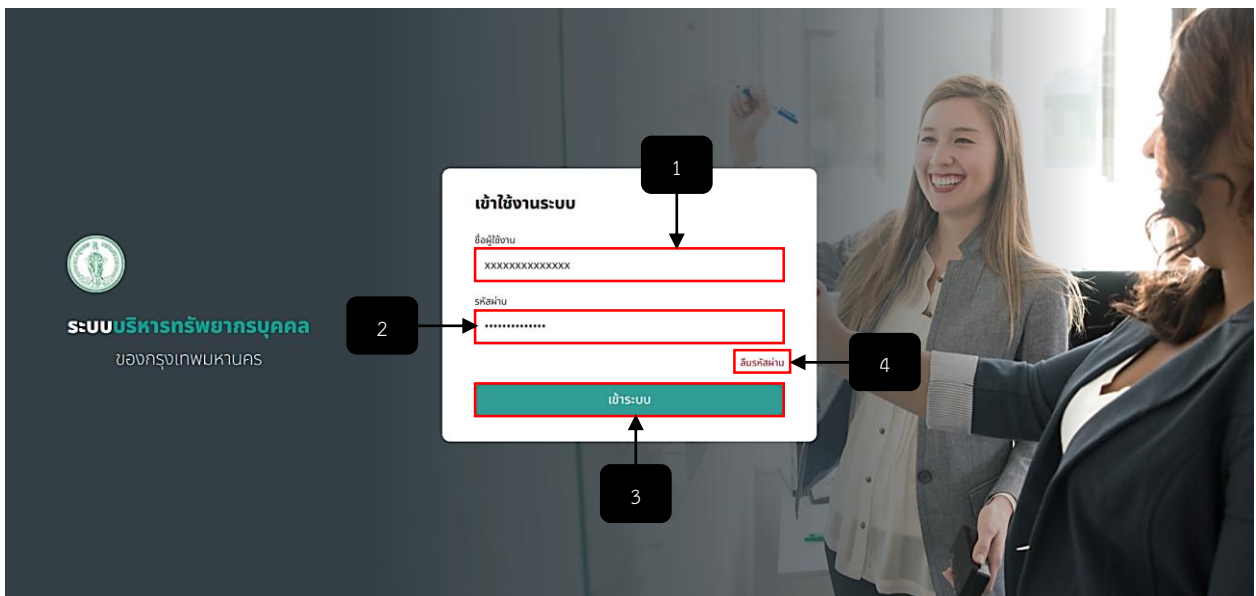 1
เข้าใช้งานระบบ
ชื่อผู้ใช้งาน
xxxxxxxxxxxxxx
รหัสผ่าน
••••••••••••••
2
ระบบบริหารทรัพยากรบุคคล
ของกรุงเทพมหานคร
ลืมรหัสผ่าน
4
เข้าระบบ
3